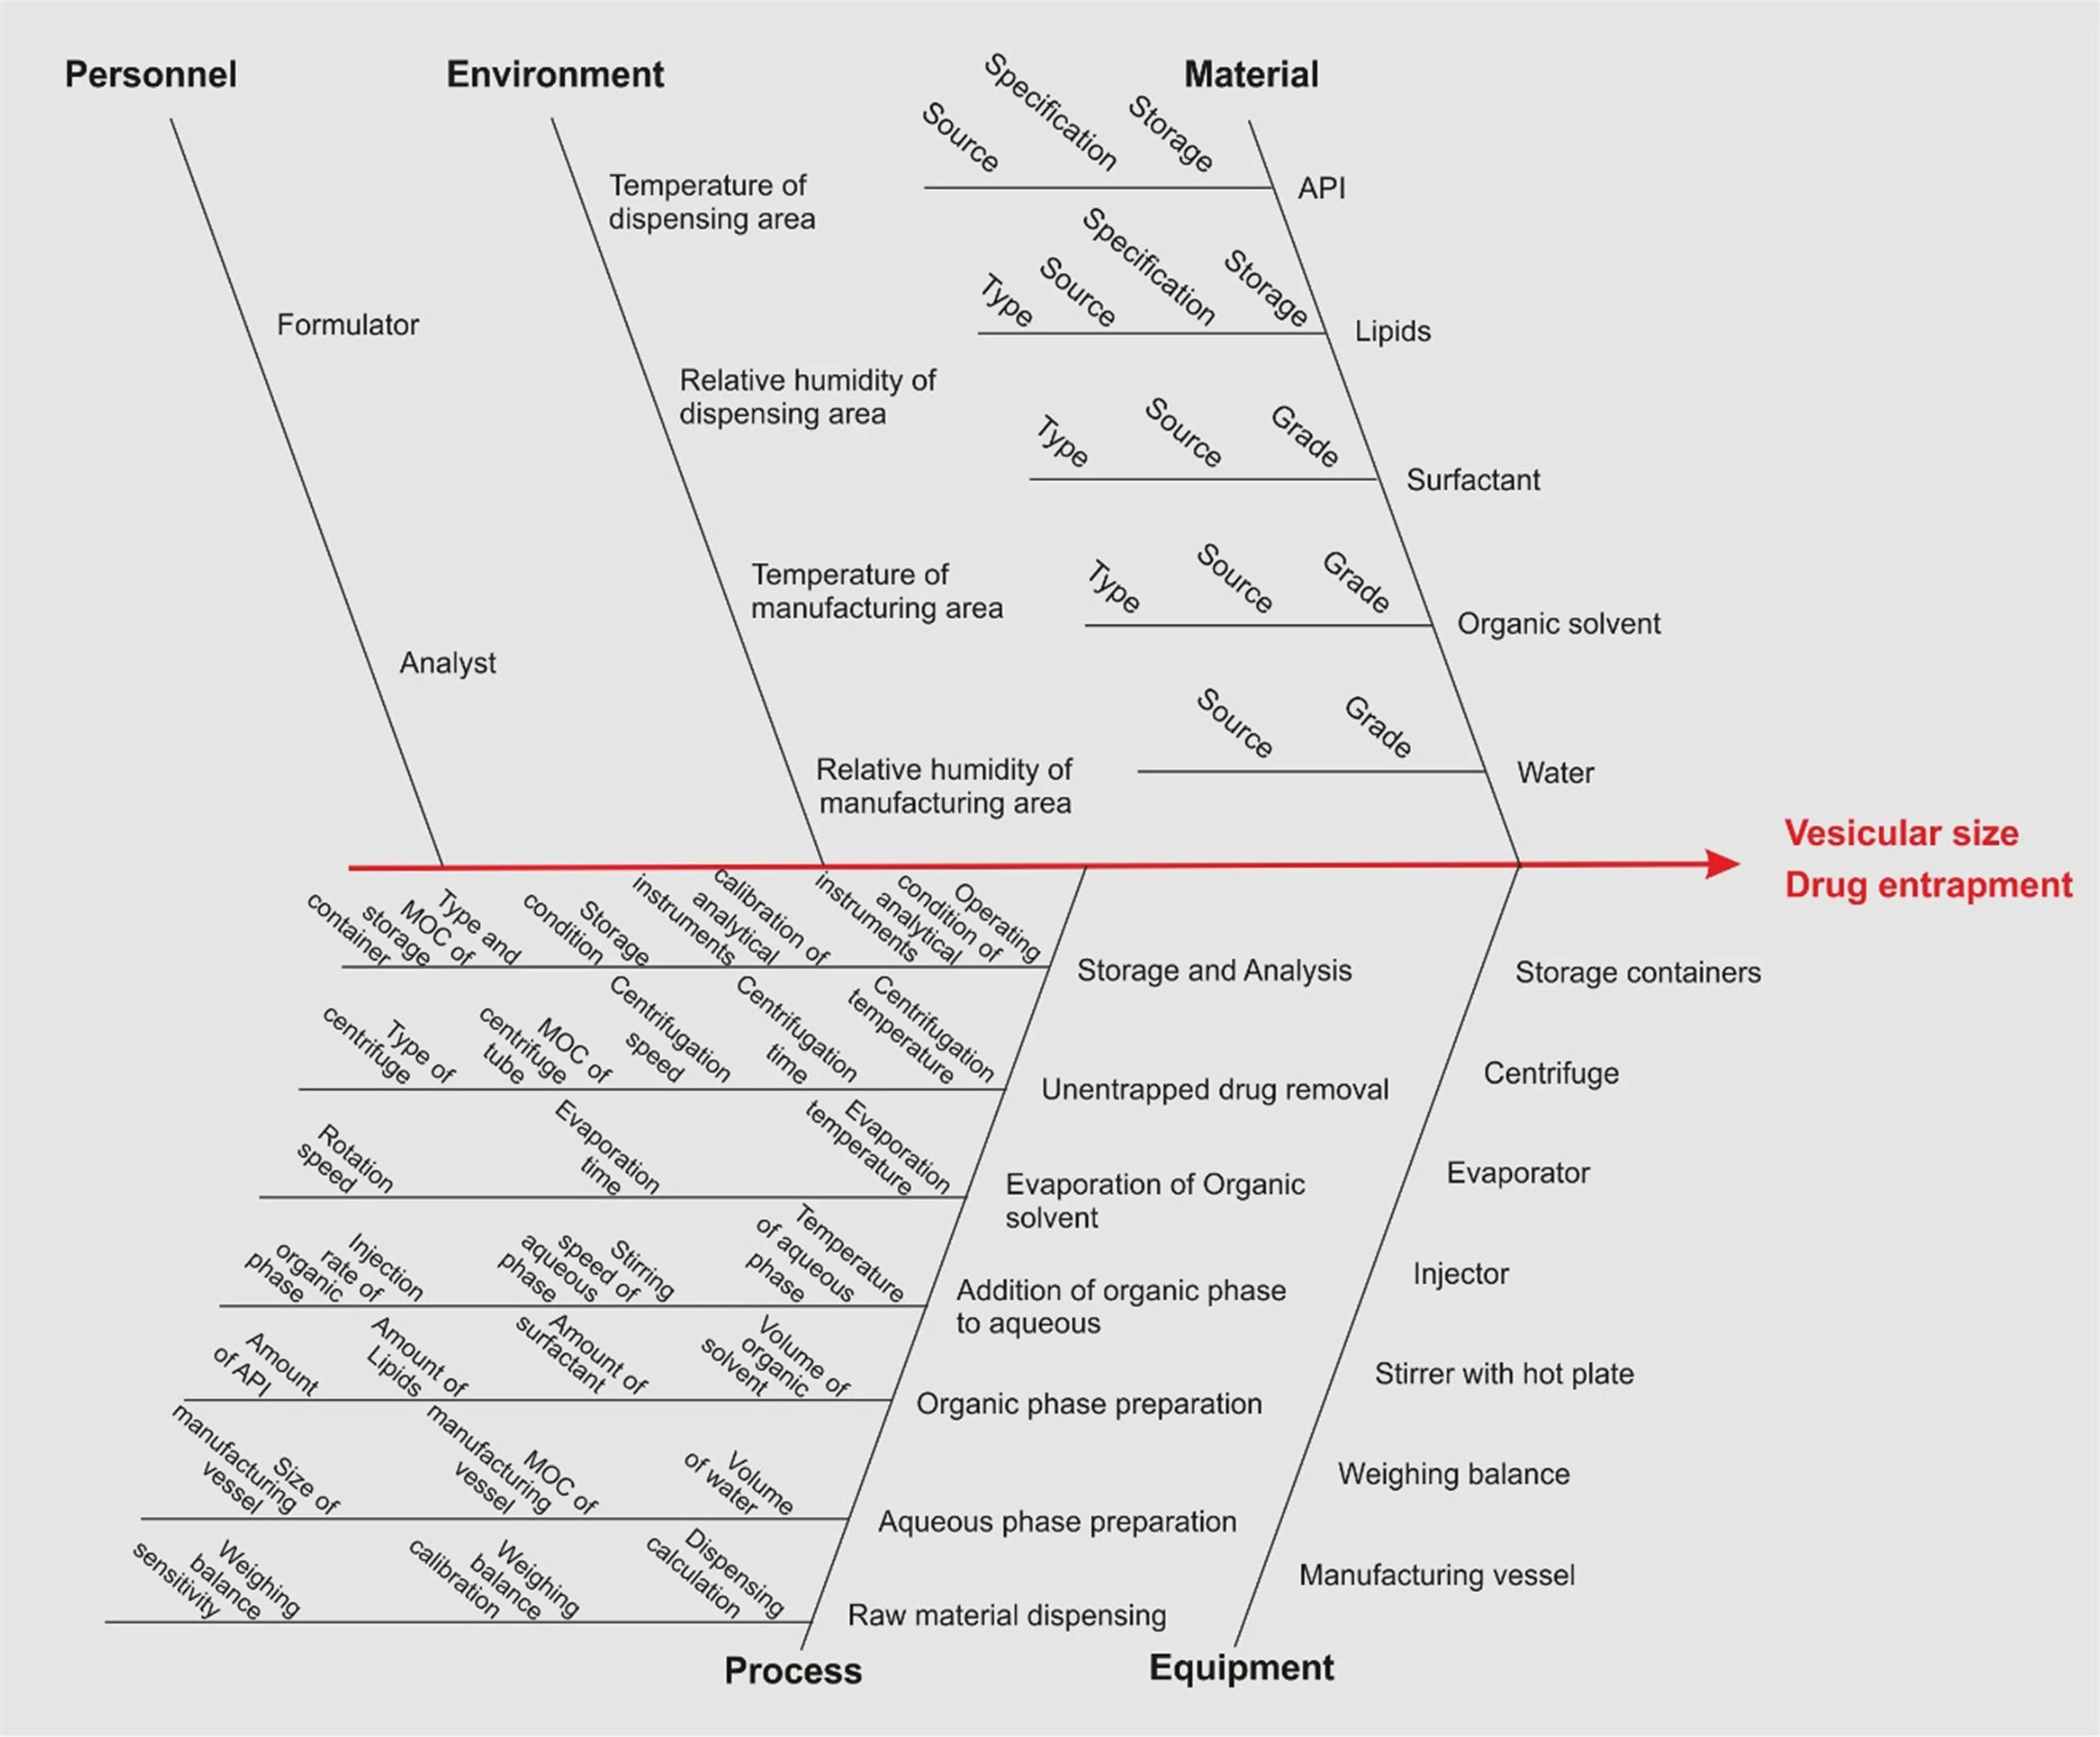 Personnel
Environment
Material
Formulator
Analyst
Temperature of
dispensing area
Relative humidity of
dispensing area
Temperature of
manufacturing area
Relative humidity of
manufacturing area
Source
Specification
Storage
API
Type
Source
Specification
Storage
Lipids
Type
Source
Grade
Surfactant
Type
Source
Grade
Organic solvent
Source
Grade
Water
Vesicular size
Drug entrapment
Type and
MOC of
storage
container
Storage
condition
calibration of
analytical
instruments
Operating
condition of
analytical
instruments
Storage and Analysis
Type of
centrifuge
MOC of
centrifuge
tube
Centrifugation
speed
Centrifugation
time
Centrifugation
temperature
Unentrapped drug removal
Rotation
speed
Evaporation
time
Evaporation
temperature
Evaporation of Organic
solvent
Injection
rate of
organic
phase
Stirring
speed of
aqueous
phase
Temperature
of aqueous
phase
Addition of organic phase
to aqueous
Amount
of API
Amount of
Lipids
Amount of
surfactant
Volume of
organic
solvent
Organic phase preparation
Size of
manufacturing
vessel
MOC of
manufacturing
vessel
Volume
of water
Aqueous phase preparation
Weighing
balance
sensitivity
Weighing
balance
calibration
Dispensing
calculation
Raw material dispensing
Storage containers
Centrifuge
Evaporator
Injector
Stirrer with hot plate
Weighing balance
Manufacturing vessel
Process
Equipment